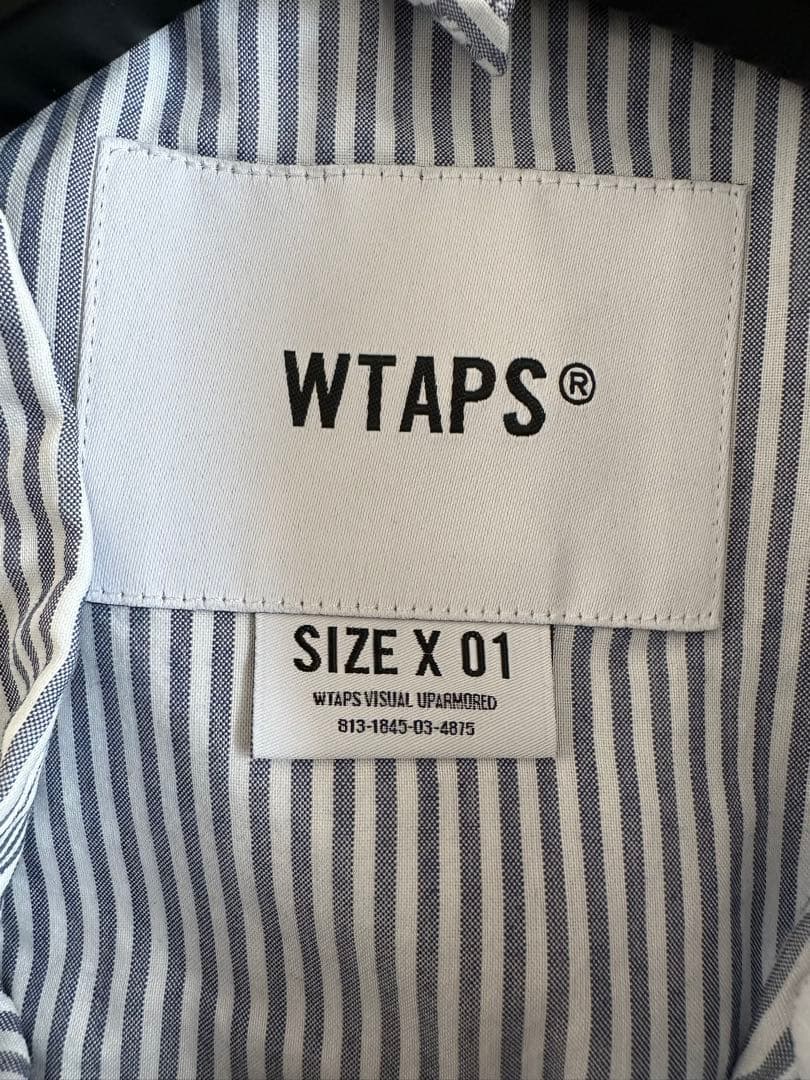 WTAPS®
SIZE X 01
WTAPS VISUAL UPARMORED
813-1845-03-4875